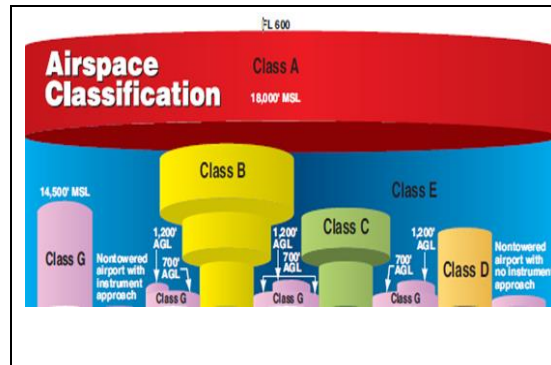 FL 600
Airspace
Classification
Class A
18,000' MSL
Class B
14,500' MSL
Class E
Class C
1,200'
AGL
700'
AGL
1,200'
AGL
700'
AGL
1,200'
AGL
700'
AGL
Class G
Nontowered
airport with
instrument
approach
Class G
Class G
Class G
Class D
Nontowered
airport with
no instrument
approach